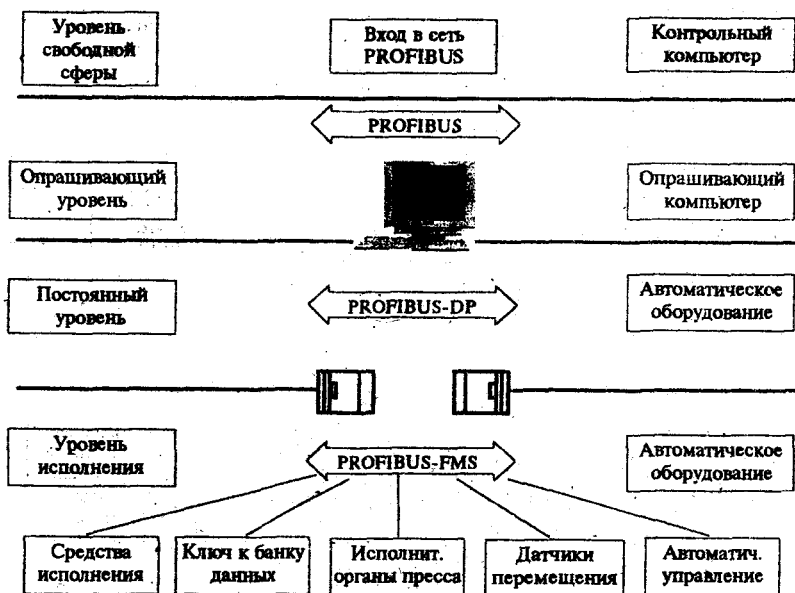 Уровень
свободной
сферы
Вход в сеть
PROFIBUS
Контрольный
компьютер
PROFIBUS
Опрашивающий
уровень
Опрашивающий
компьютер
Постоянный
уровень
PROFIBUS-DP
Автоматическое
оборудование
Уровень
исполнения
PROFIBUS-FMS
Автоматическое
оборудование
Средства
исполнения
Ключ к банку
данных
Исполнит.
органы пресса
Датчики
перемещения
Автоматич.
управление